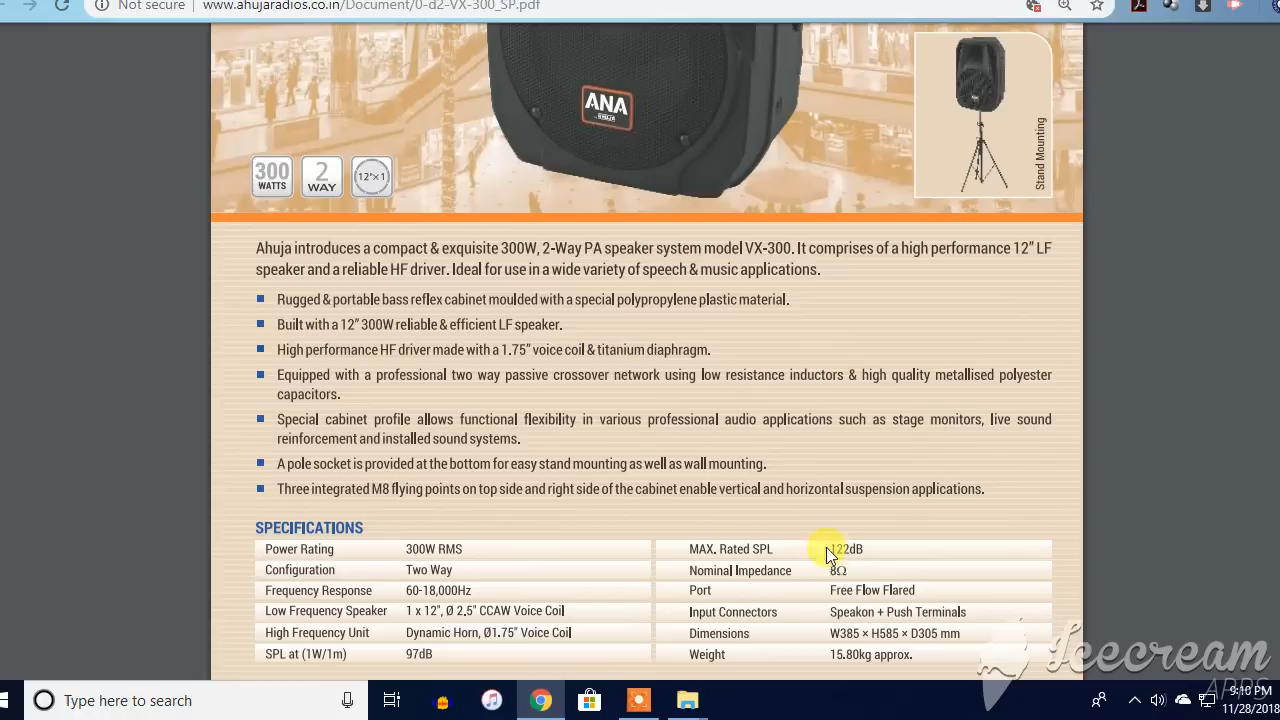 Not secure
www.ahujaradios.co.in/Document/0-d2-VX-300_SP.pdf
ANA
ANA
by AHUJA
Stand Mounting
300
WATTS
2
WAY
12"×1
Ahuja introduces a compact & exquisite 300W, 2-Way PA speaker system model VX-300. It comprises of a high performance 12" LF
speaker and a reliable HF driver. Ideal for use in a wide variety of speech & music applications.
Rugged & portable bass reflex cabinet moulded with a special polypropylene plastic material.
Built with a 12" 300W reliable & efficient LF speaker.
High performance HF driver made with a 1.75" voice coil & titanium diaphragm.
Equipped with a professional two way passive crossover network using low resistance inductors & high quality metallised polyester
capacitors.
Special cabinet profile allows functional flexibility in various professional audio applications such as stage monitors, live sound
reinforcement and installed sound systems.
A pole socket is provided at the bottom for easy stand mounting as well as wall mounting.
Three integrated M8 flying points on top side and right side of the cabinet enable vertical and horizontal suspension applications.
SPECIFICATIONS
Power Rating 300W RMS
Configuration Two Way
Frequency Response 60-18,000Hz
Low Frequency Speaker 1 x 12", Ø 2.5" CCAW Voice Coil
High Frequency Unit Dynamic Horn, Ø1.75" Voice Coil
SPL at (1W/1m) 97dB
MAX. Rated SPL 122dB
Nominal Impedance 8Ω
Port Free Flow Flared
Input Connectors Speakon + Push Terminals
Dimensions W385 × H585 × D305 mm
Weight 15.80kg approx.
Icecream
APPS
Type here to search
9:10 PM
11/28/2018